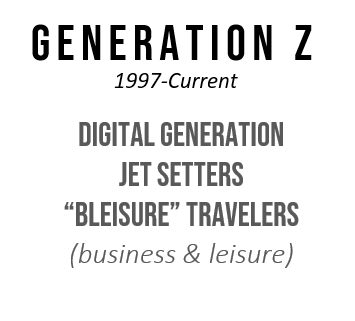 GENERATION Z
1997-Current
DIGITAL GENERATION
JET SETTERS
“BLEISURE” TRAVELERS
(business & leisure)